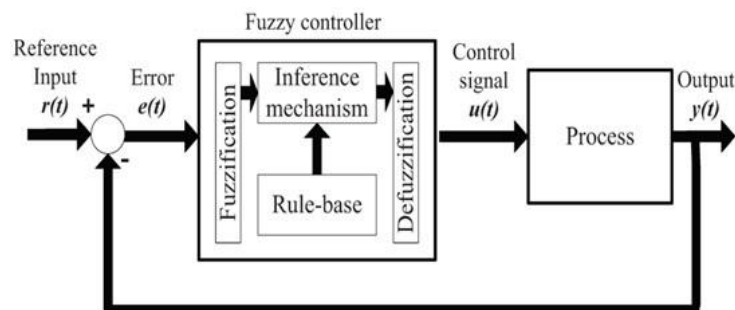 Fuzzy controller
Reference
Input
r(t)
+
-
Error
e(t)
Fuzzification
Inference
mechanism
Rule-base
Defuzzification
Control
signal
u(t)
Process
Output
y(t)